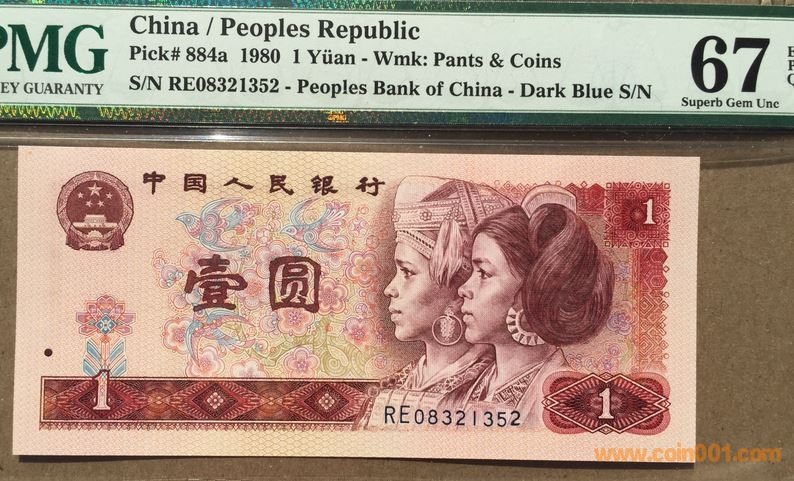 PMG
China / Peoples Republic
Pick# 884a 1980 1 Yüan - Wmk: Pants & Coins
S/N RE08321352 - Peoples Bank of China - Dark Blue S/N
EY GUARANTY
67
Superb Gem Unc
E
P
Q
中国人民银行
1
壹圆
1
RE08321352
1
www.coin001.com